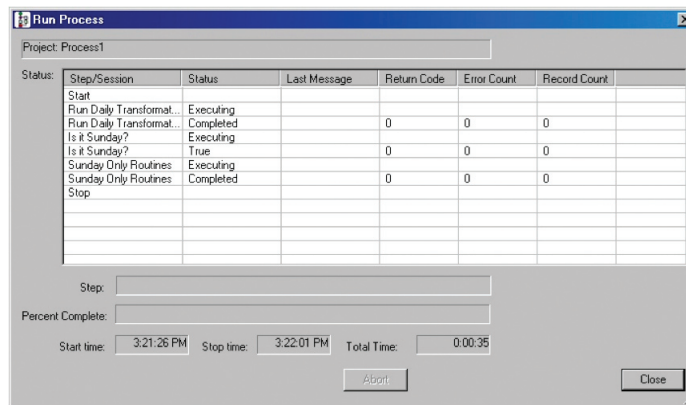 Run Process
Project: Process1
Status:
Step/Session Status Last Message Return Code Error Count Record Count
Start
Run Daily Transformat... Executing
Run Daily Transformat... Completed 0 0 0
Is it Sunday? Executing
Is it Sunday? True 0 0 0
Sunday Only Routines Executing
Sunday Only Routines Completed 0 0 0
Stop
Step:
Percent Complete:
Start time: 3:21:26 PM Stop time: 3:22:01 PM Total Time: 0:00:35
Abort Close